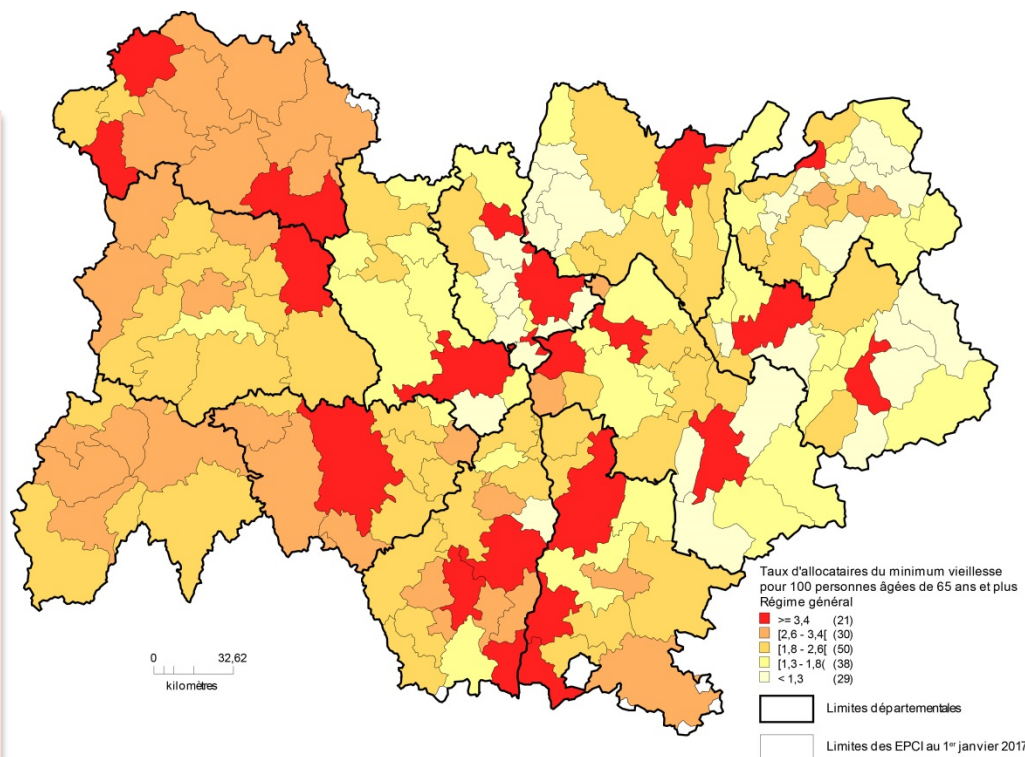 Taux d'allocataires du minimum vieillesse
pour 100 personnes âgées de 65 ans et plus
Régime général
>= 3,4 (21)
[2,6 - 3,4[ (30)
[1,8 - 2,6[ (50)
[1,3 - 1,8( (38)
< 1,3 (29)
0 32,62
kilomètres
Limites départementales
Limites des EPCI au 1er janvier 2017